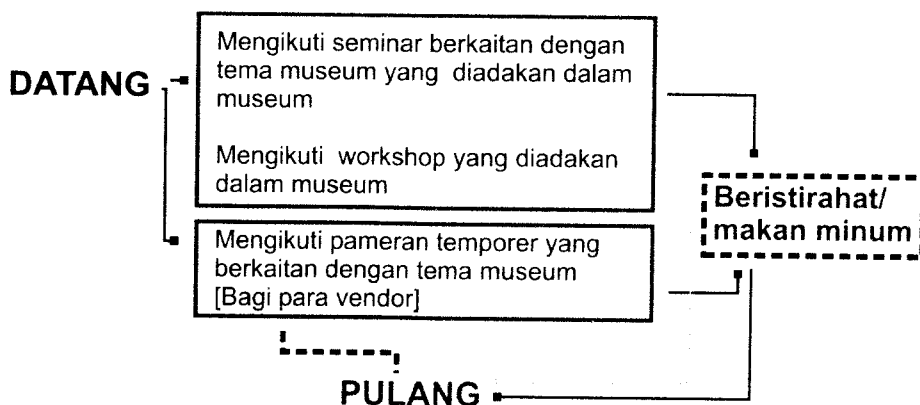 DATANG
Mengikuti seminar berkaitan dengan
tema museum yang diadakan dalam
museum
Mengikuti workshop yang diadakan
dalam museum
Mengikuti pameran temporer yang
berkaitan dengan tema museum
[Bagi para vendor]
Beristirahat/
makan minum
PULANG